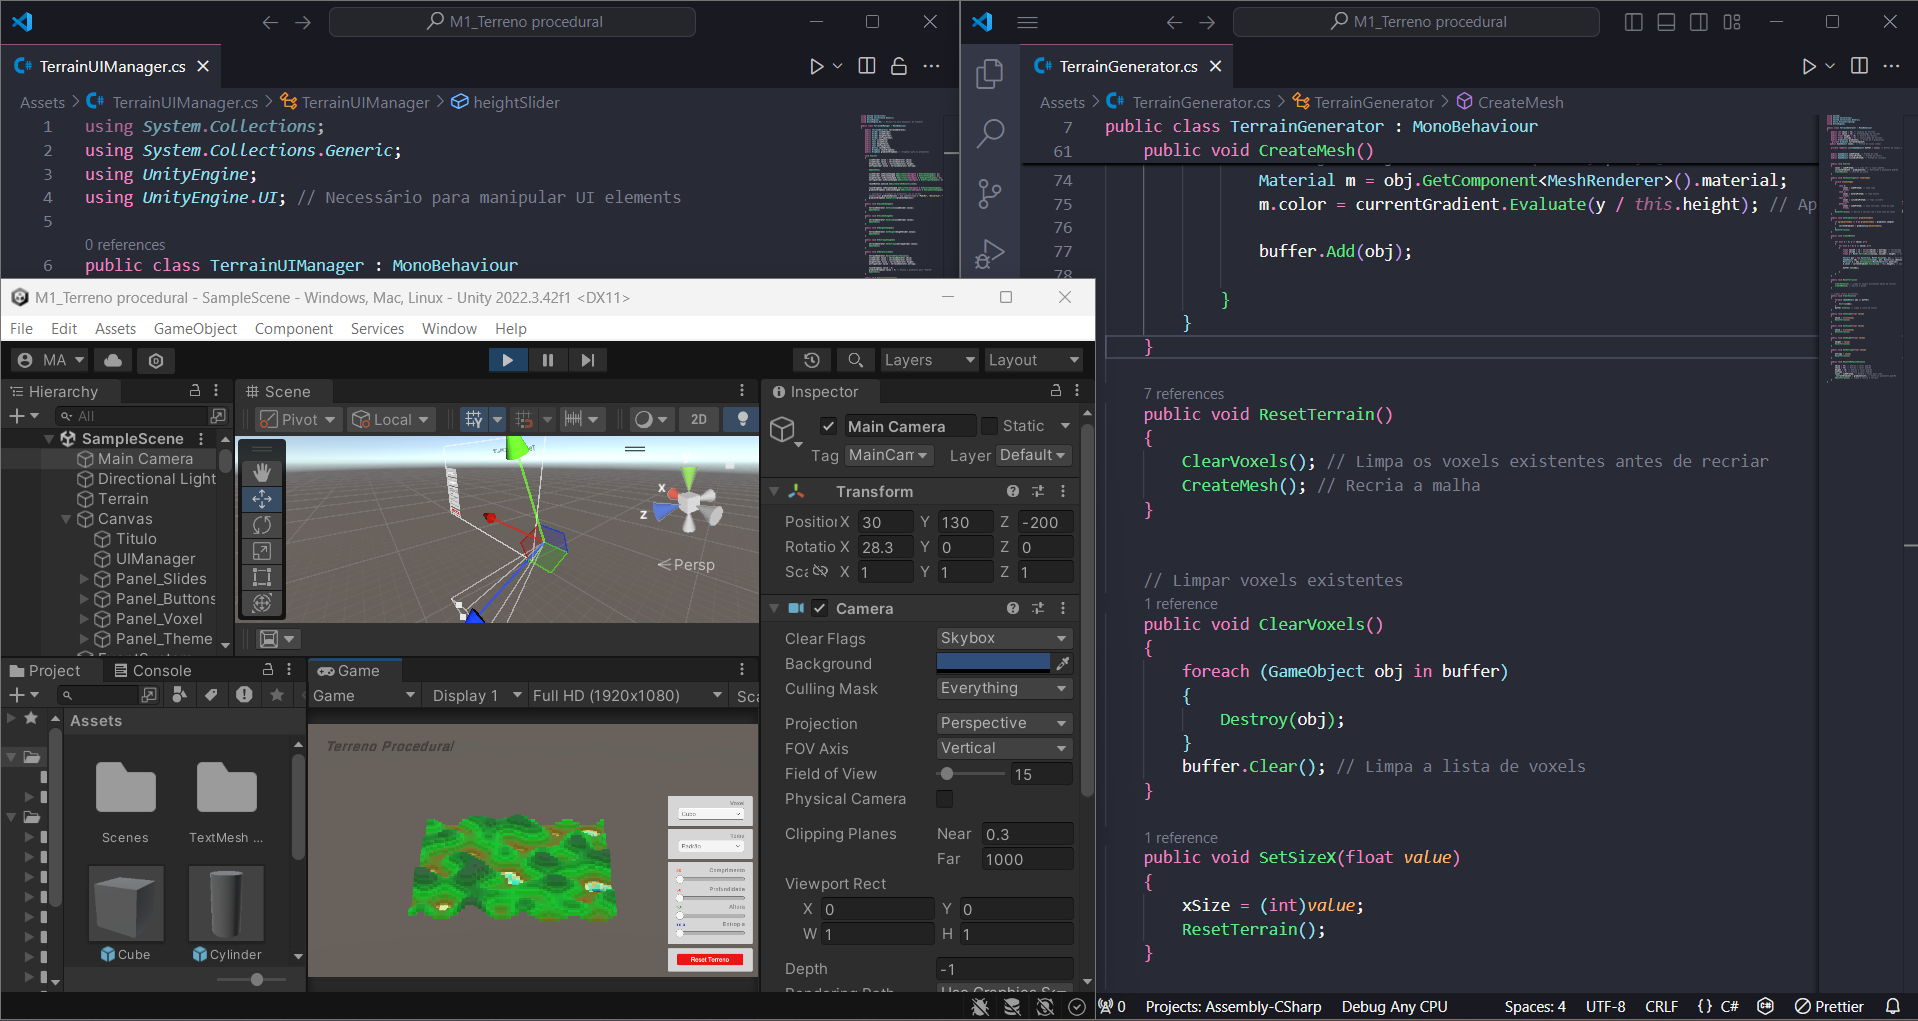 M1_Terreno procedural
TerrainUIManager.cs
Assets > TerrainUIManager.cs > TerrainUIManager > heightSlider
1 using System.Collections;
2 using System.Collections.Generic;
3 using UnityEngine;
4 using UnityEngine.UI; // Necessário para manipular UI elements
5
0 references
6 public class TerrainUIManager : MonoBehaviour
M1_Terreno procedural
TerrainGenerator.cs
Assets > TerrainGenerator.cs > TerrainGenerator > CreateMesh
7 public class TerrainGenerator : MonoBehaviour
61 public void CreateMesh()
74 Material m = obj.GetComponent<MeshRenderer>().material;
75 m.color = currentGradient.Evaluate(y / this.height); // Ap
76
77 buffer.Add(obj);
78
}
}
}
7 references
public void ResetTerrain()
{
ClearVoxels(); // Limpa os voxels existentes antes de recriar
CreateMesh(); // Recria a malha
}
// Limpar voxels existentes
1 reference
public void ClearVoxels()
{
foreach (GameObject obj in buffer)
{
Destroy(obj);
}
buffer.Clear(); // Limpa a lista de voxels
}
1 reference
public void SetSizeX(float value)
{
xSize = (int)value;
ResetTerrain();
}
M1_Terreno procedural - SampleScene - Windows, Mac, Linux - Unity 2022.3.42f1 <DX11>
File Edit Assets GameObject Component Services Window Help
MA Layers Layout
Hierarchy
All
SampleScene
Main Camera
Directional Light
Terrain
Canvas
Titulo
UIManager
Panel_Slides
Panel_Buttons
Panel_Voxel
Panel_Theme
Scene
Pivot Local 2D
x
z
Persp
Inspector
Main Camera Static
Tag MainCam Layer Default
Transform
Position X 30 Y 130 Z -200
Rotatio X 28.3 Y 0 Z 0
Sca X 1 Y 1 Z 1
Camera
Clear Flags Skybox
Background
Culling Mask Everything
Projection Perspective
FOV Axis Vertical
Field of View 15
Physical Camera
Clipping Planes Near 0.3
Far 1000
Viewport Rect
X 0 Y 0
W 1 H 1
Depth -1
Project Console
Assets
Scenes TextMesh ...
Cube Cylinder
Game
Game Display 1 Full HD (1920x1080) Sca
Terreno Procedural
Voxel
Cubo
Tema
Padrão
Comprimento
Profundidade
Altura
Entropia
Reset Terreno
0 Projects: Assembly-CSharp Debug Any CPU Spaces: 4 UTF-8 CRLF {} C# Prettier